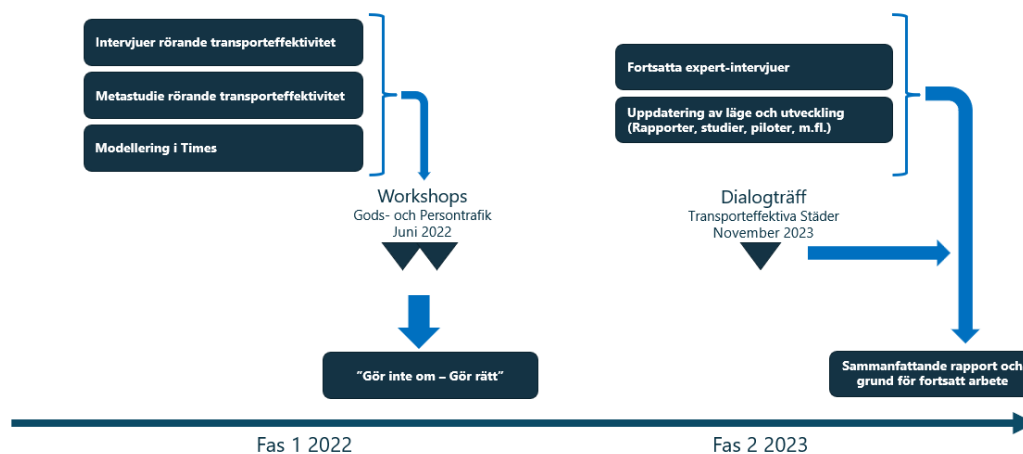 Intervjuer rörande transporteffektivitet
Metastudie rörande transporteffektivitet
Modellering i Times
Workshops
Gods- och Persontrafik
Juni 2022
”Gör inte om – Gör rätt”
Fortsatta expert-intervjuer
Uppdatering av läge och utveckling
(Rapporter, studier, piloter, m.fl.)
Dialogträff
Transporteffektiva Städer
November 2023
Sammanfattande rapport och
grund för fortsatt arbete
Fas 1 2022
Fas 2 2023